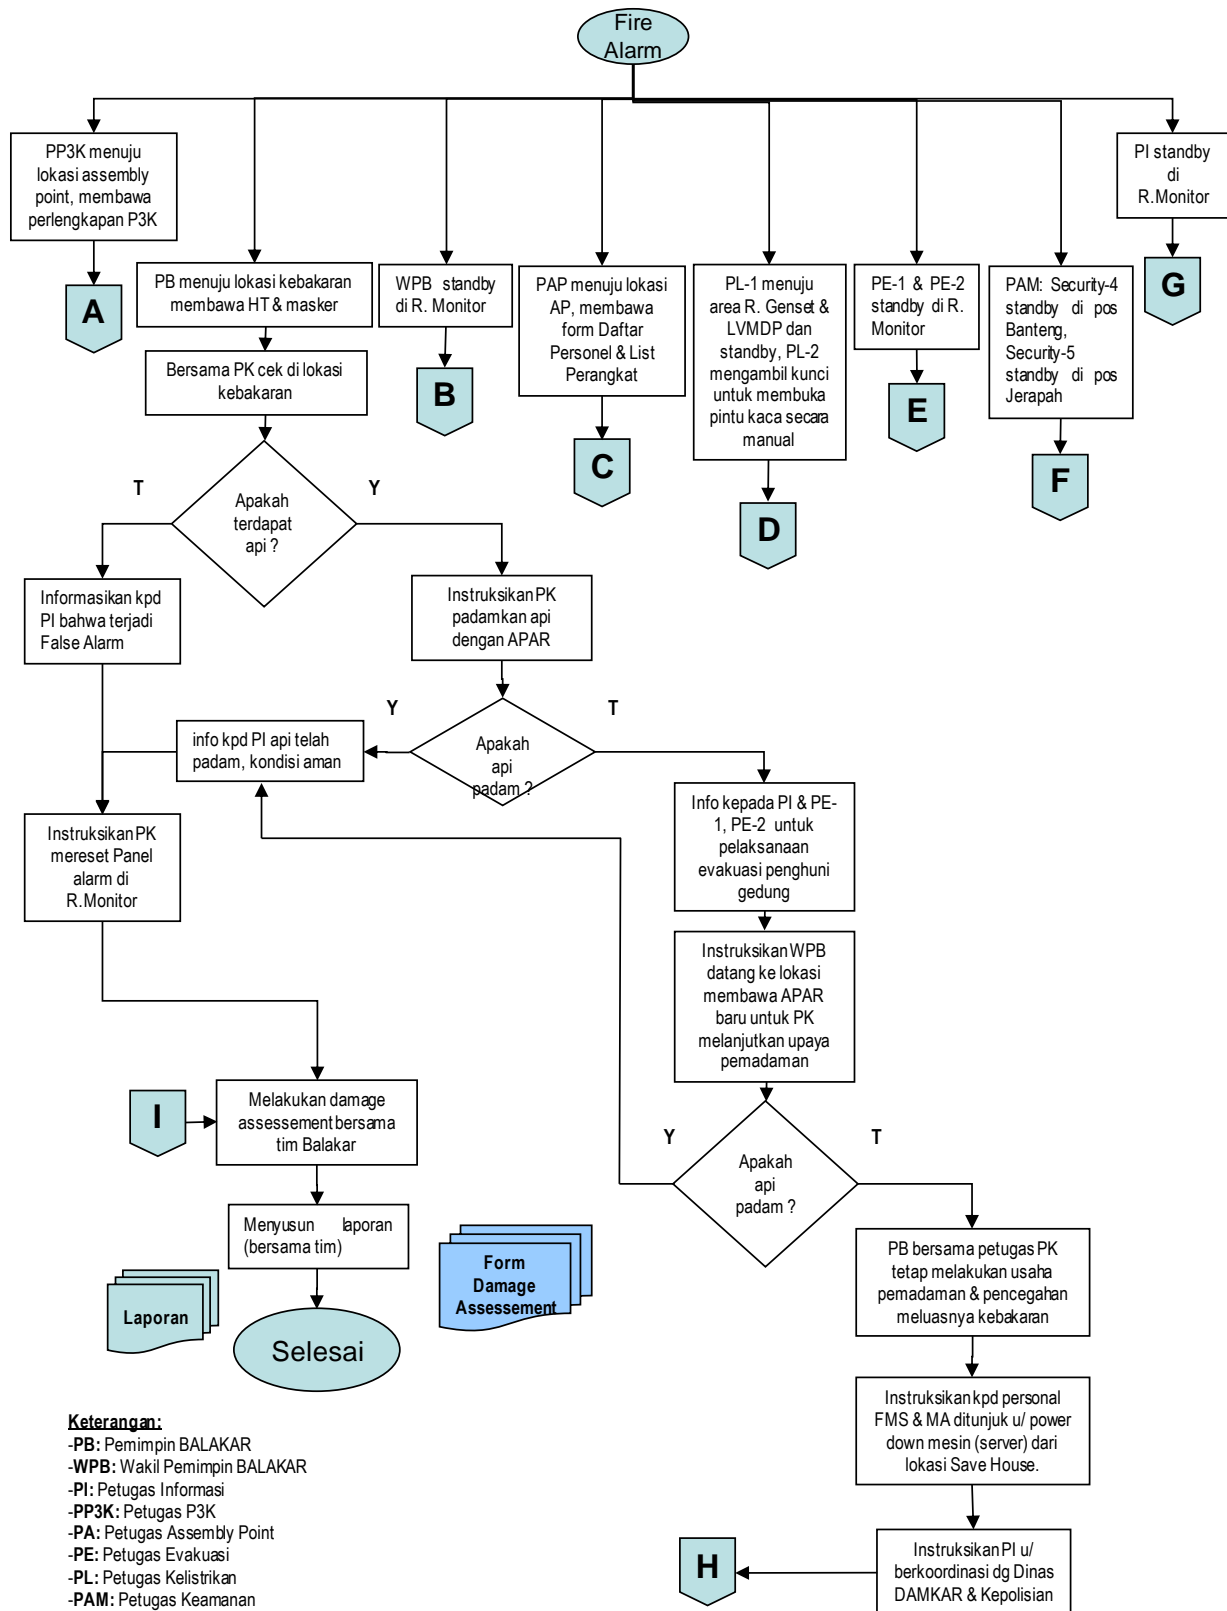 Fire
Alarm
PP3K menuju
lokasi assembly
point, membawa
perlengkapan P3K
PI standby
di
R.Monitor
A
G
PB menuju lokasi kebakaran
membawa HT & masker
WPB standby
di R. Monitor
PAP menuju lokasi
AP, membawa
form Daftar
Personel & List
Perangkat
PL-1 menuju
area R. Genset &
LVMDP dan
standby, PL-2
mengambil kunci
untuk membuka
pintu kaca secara
manual
PE-1 & PE-2
standby di R.
Monitor
PAM: Security-4
standby di pos
Banteng,
Security-5
standby di pos
Jerapah
Bersama PK cek di lokasi
kebakaran
B
C
D
E
F
T
Y
Apakah
terdapat
api ?
Informasikan kpd
PI bahwa terjadi
False Alarm
Instruksikan PK
padamkan api
dengan APAR
Y
T
info kpd PI api telah
padam, kondisi aman
Apakah
api
padam ?
Info kepada PI & PE-
1, PE-2 untuk
pelaksanaan
evakuasi penghuni
gedung
Instruksikan PK
mereset Panel
alarm di
R.Monitor
Instruksikan WPB
datang ke lokasi
membawa APAR
baru untuk PK
melanjutkan upaya
pemadaman
I
Melakukan damage
assessement bersama
tim Balakar
Y
T
Apakah
api
padam ?
Menyusun laporan
(bersama tim)
Form
Damage
Assessement
Laporan
Selesai
PB bersama petugas PK
tetap melakukan usaha
pemadaman & pencegahan
meluasnya kebakaran
Instruksikan kpd personal
FMS & MA ditunjuk u/ power
down mesin (server) dari
lokasi Save House.
H
Instruksikan PI u/
berkoordinasi dg Dinas
DAMKAR & Kepolisian
Keterangan:
-PB: Pemimpin BALAKAR
-WPB: Wakil Pemimpin BALAKAR
-PI: Petugas Informasi
-PP3K: Petugas P3K
-PA: Petugas Assembly Point
-PE: Petugas Evakuasi
-PL: Petugas Kelistrikan
-PAM: Petugas Keamanan